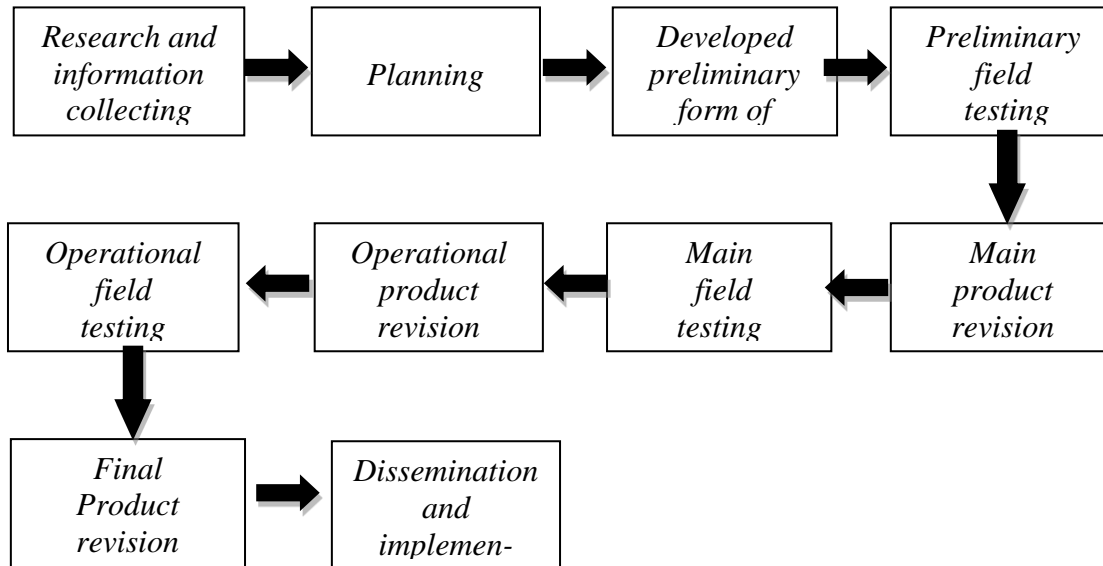 Research and
information
collecting
Planning
Developed
preliminary
form of
Preliminary
field
testing
Main
product
revision
Main
field
testing
Operational
product
revision
Operational
field
testing
Final
Product
revision
Dissemination
and
implemen-